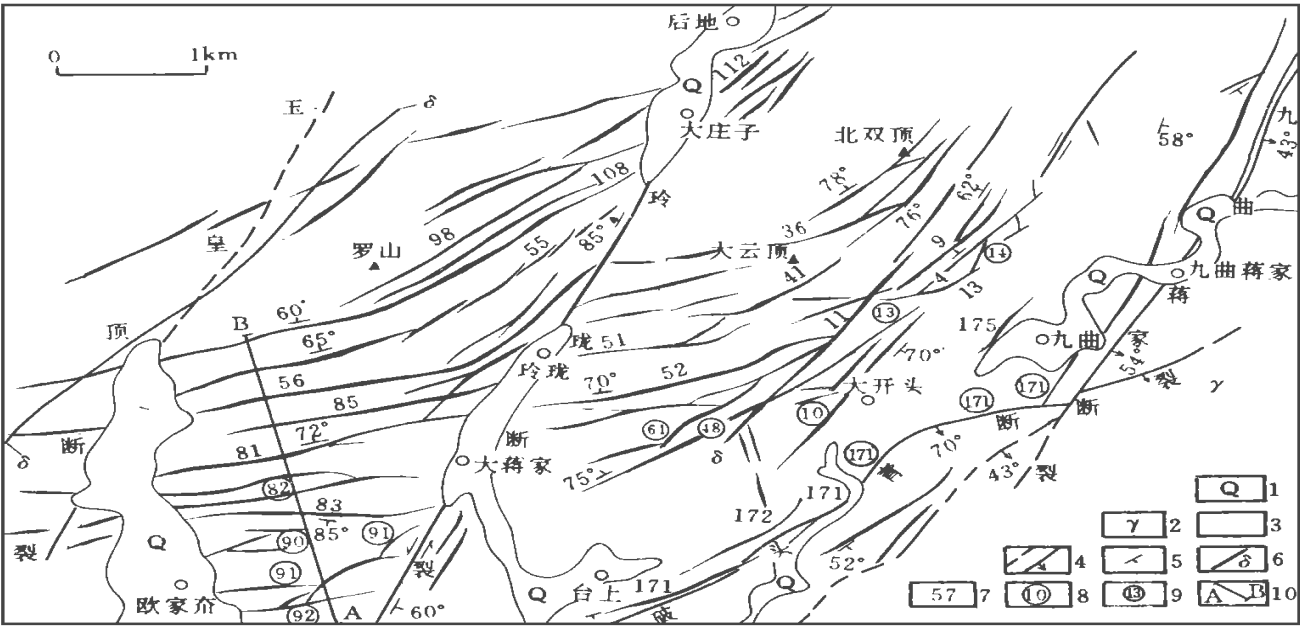 后地
0 1km
112
Q
玉
δ
大庄子
北双顶
58°
九
43°
108
玲
78°
62°
皇
98
罗山
55
85°
36
76°
Q
曲
大云顶
9
14
41
4
13
Q
九曲蒋家
蒋
顶
B
60°
65°
珑
51
11
13
175
九曲
家
玲珑
56
70°
52
70°
54°
裂
γ
大开头
85
10
171
171
断
断
72°
断
61
48
断
δ
81
大蒋家
75°
δ
171
70°
43°
裂
82
青
171
83
172
Q
1
85°
91
γ
2
3
裂
Q
90
裂
4
5
δ
6
91
52°
欧家夼
Q
台上
171
Q
57
7
10
8
13
9
A
B
10
92
A
60°
破